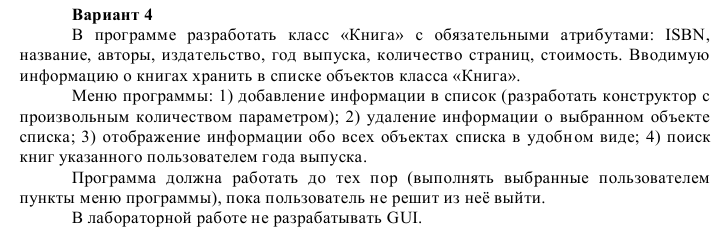 Вариант 4
В программе разработать класс «Книга» с обязательными атрибутами: ISBN,
название, авторы, издательство, год выпуска, количество страниц, стоимость. Вводимую
информацию о книгах хранить в списке объектов класса «Книга».
Меню программы: 1) добавление информации в список (разработать конструктор с
произвольным количеством параметром); 2) удаление информации о выбранном объекте
списка; 3) отображение информации обо всех объектах списка в удобном виде; 4) поиск
книг указанного пользователем года выпуска.
Программа должна работать до тех пор (выполнять выбранные пользователем
пункты меню программы), пока пользователь не решит из неё выйти.
В лабораторной работе не разрабатывать GUI.